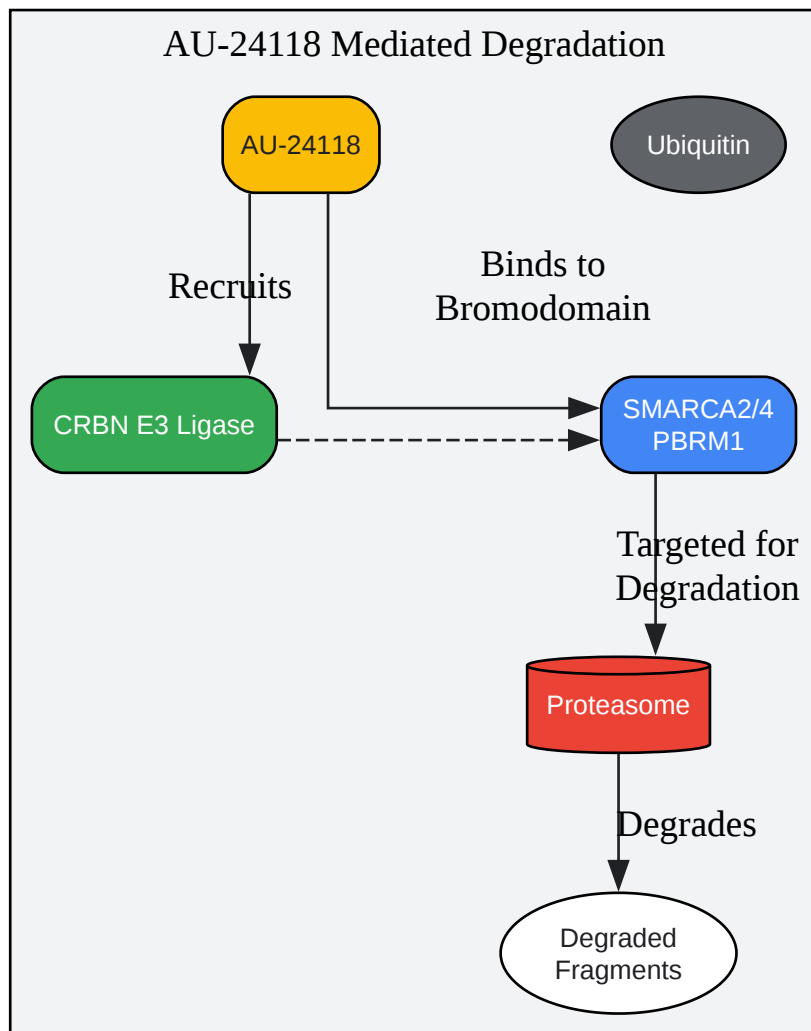 AU-24118 Mediated Degradation
AU-24118
Ubiquitin
Recruits
Binds to
Bromodomain
CRBN E3 Ligase
SMARCA2/4
PBRM1
Targeted for
Degradation
Proteasome
Degrades
Degraded
Fragments